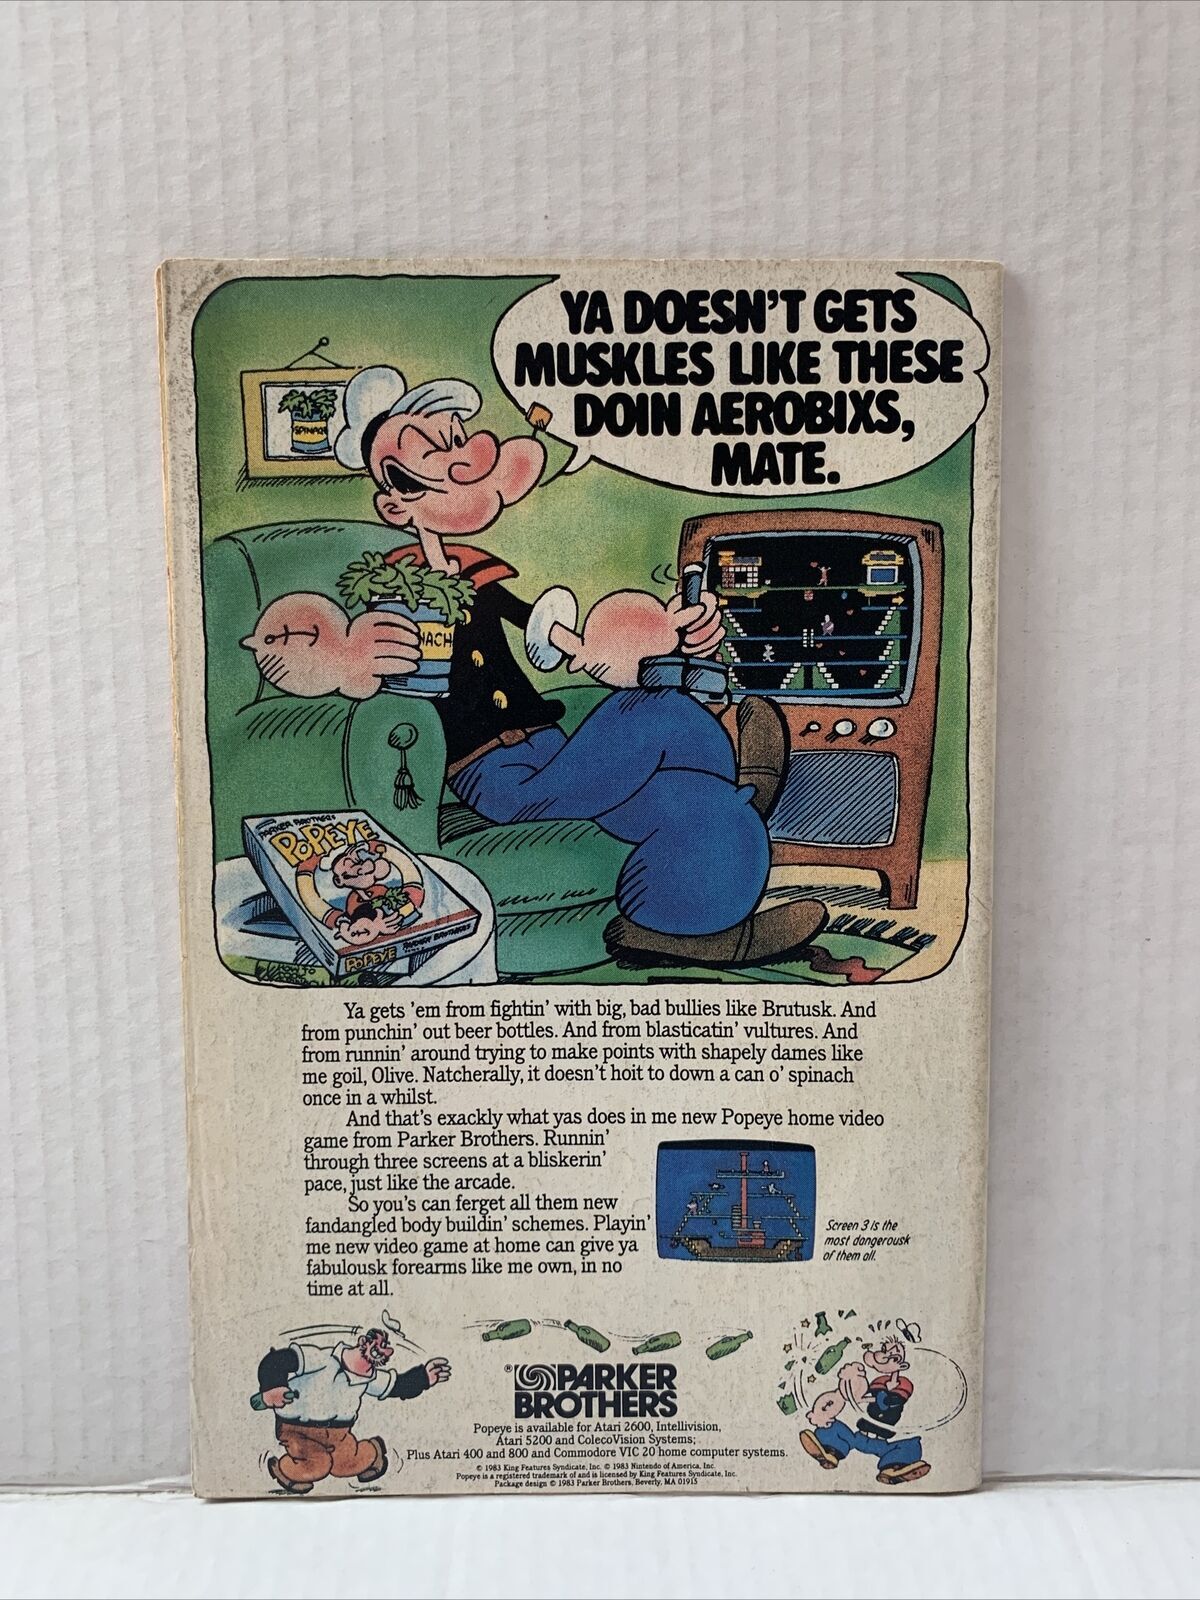 YA DOESN'T GETS
MUSKLES LIKE THESE
DOIN AEROBIXS,
MATE.
SPINACH
NACH
PARKER BROTHERS
POPEYE
PARKER BROTHERS
POPEYE
HOW TO
Ya gets 'em from fightin' with big, bad bullies like Brutusk. And
from punchin' out beer bottles. And from blasticatin' vultures. And
from runnin' around trying to make points with shapely dames like
me goil, Olive. Natcherally, it doesn't hoit to down a can o' spinach
once in a whilst.
And that's exackly what yas does in me new Popeye home video
game from Parker Brothers. Runnin'
through three screens at a bliskerin'
pace, just like the arcade.
So you's can ferget all them new
fandangled body buildin' schemes. Playin'
me new video game at home can give ya
fabulousk forearms like me own, in no
time at all.
Screen 3 is the
most dangerousk
of them all.
® PARKER
BROTHERS
Popeye is available for Atari 2600, Intellivision,
Atari 5200 and ColecoVision Systems;
Plus Atari 400 and 800 and Commodore VIC 20 home computer systems.
© 1983 King Features Syndicate, Inc. © 1983 Nintendo of America, Inc.
Popeye is a registered trademark of and is licensed by King Features Syndicate, Inc.
Package design © 1983 Parker Brothers, Beverly, MA 01915